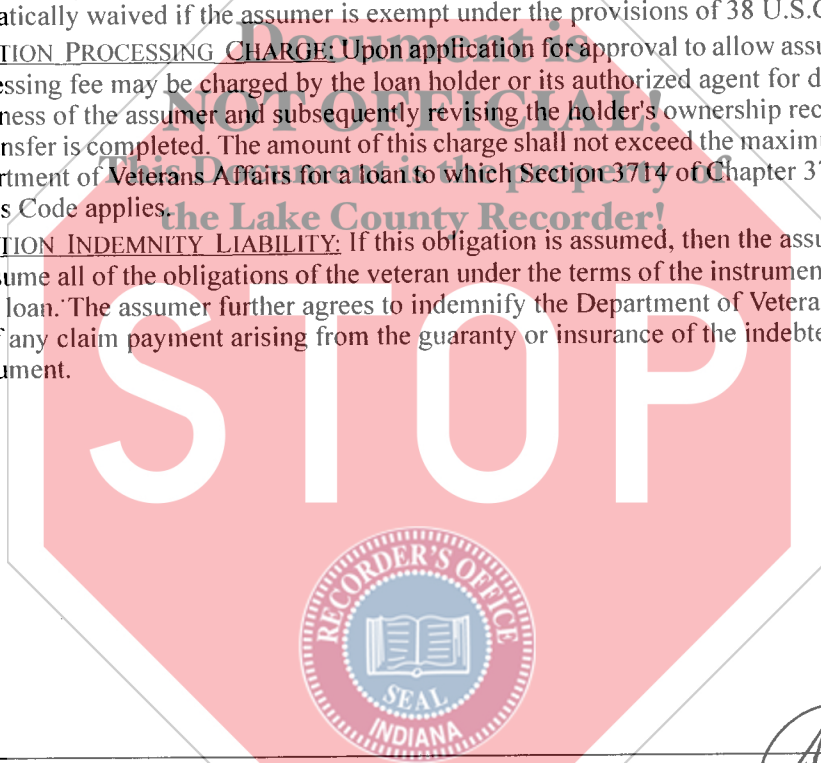 atically waived if the assumer is exempt under the provisions of 38 U.S.C
Document is
TION PROCESSING CHARGE: Upon application for approval to allow assu
essing fee may be charged by the loan holder or its authorized agent for d
NOT OFFICIAL!
ness of the assumer and subsequently revising the holder's ownership rec
nsfer is completed. The amount of this charge shall not exceed the maxim
This Document is the property of
rtment of Veterans Affairs for a loan to which Section 3714 of Chapter 37
s Code applies.
the Lake County Recorder!
TION INDEMNITY LIABILITY: If this obligation is assumed, then the assu
sume all of the obligations of the veteran under the terms of the instrumen
loan. The assumer further agrees to indemnify the Department of Vetera
f any claim payment arising from the guaranty or insurance of the indebte
ument.
STOP
RECORDER'S OFFICE
SEAL
INDIANA